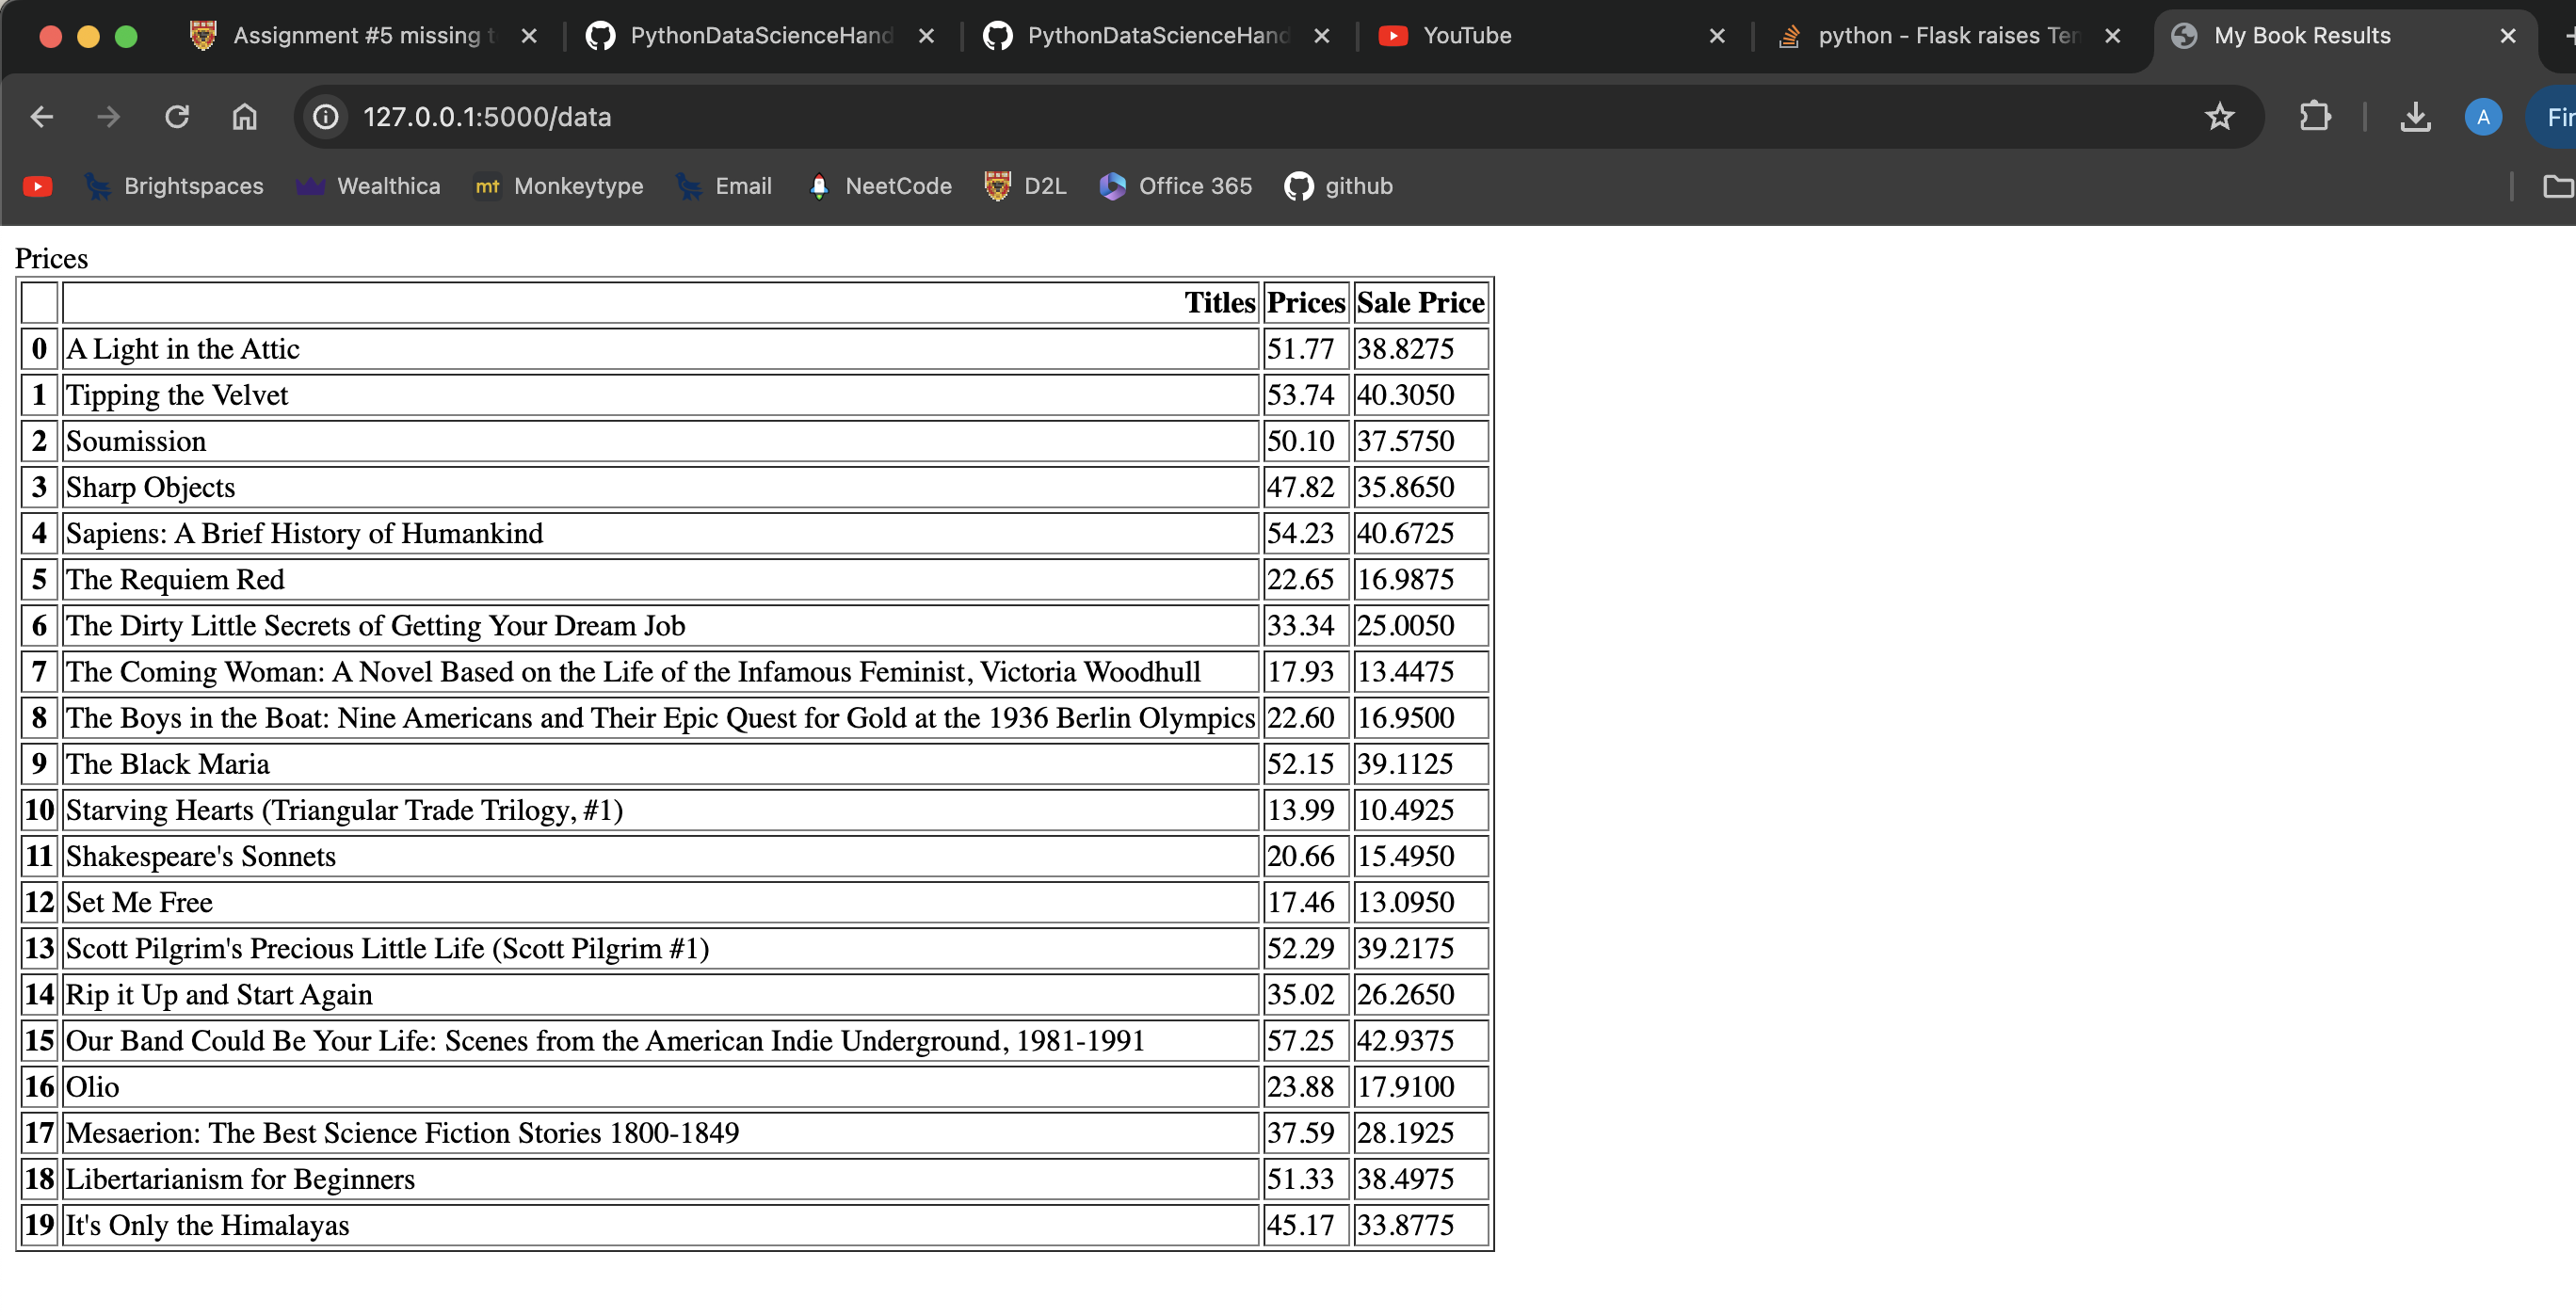 Assignment #5 missing t
PythonDataScienceHand
PythonDataScienceHand
YouTube
python - Flask raises Ten
My Book Results
127.0.0.1:5000/data
A
Fir
Brightspaces
Wealthica
mt Monkeytype
Email
NeetCode
D2L
Office 365
github
Prices
Titles Prices Sale Price
0 A Light in the Attic 51.77 38.8275
1 Tipping the Velvet 53.74 40.3050
2 Soumission 50.10 37.5750
3 Sharp Objects 47.82 35.8650
4 Sapiens: A Brief History of Humankind 54.23 40.6725
5 The Requiem Red 22.65 16.9875
6 The Dirty Little Secrets of Getting Your Dream Job 33.34 25.0050
7 The Coming Woman: A Novel Based on the Life of the Infamous Feminist, Victoria Woodhull 17.93 13.4475
8 The Boys in the Boat: Nine Americans and Their Epic Quest for Gold at the 1936 Berlin Olympics 22.60 16.9500
9 The Black Maria 52.15 39.1125
10 Starving Hearts (Triangular Trade Trilogy, #1) 13.99 10.4925
11 Shakespeare's Sonnets 20.66 15.4950
12 Set Me Free 17.46 13.0950
13 Scott Pilgrim's Precious Little Life (Scott Pilgrim #1) 52.29 39.2175
14 Rip it Up and Start Again 35.02 26.2650
15 Our Band Could Be Your Life: Scenes from the American Indie Underground, 1981-1991 57.25 42.9375
16 Olio 23.88 17.9100
17 Mesaerion: The Best Science Fiction Stories 1800-1849 37.59 28.1925
18 Libertarianism for Beginners 51.33 38.4975
19 It's Only the Himalayas 45.17 33.8775